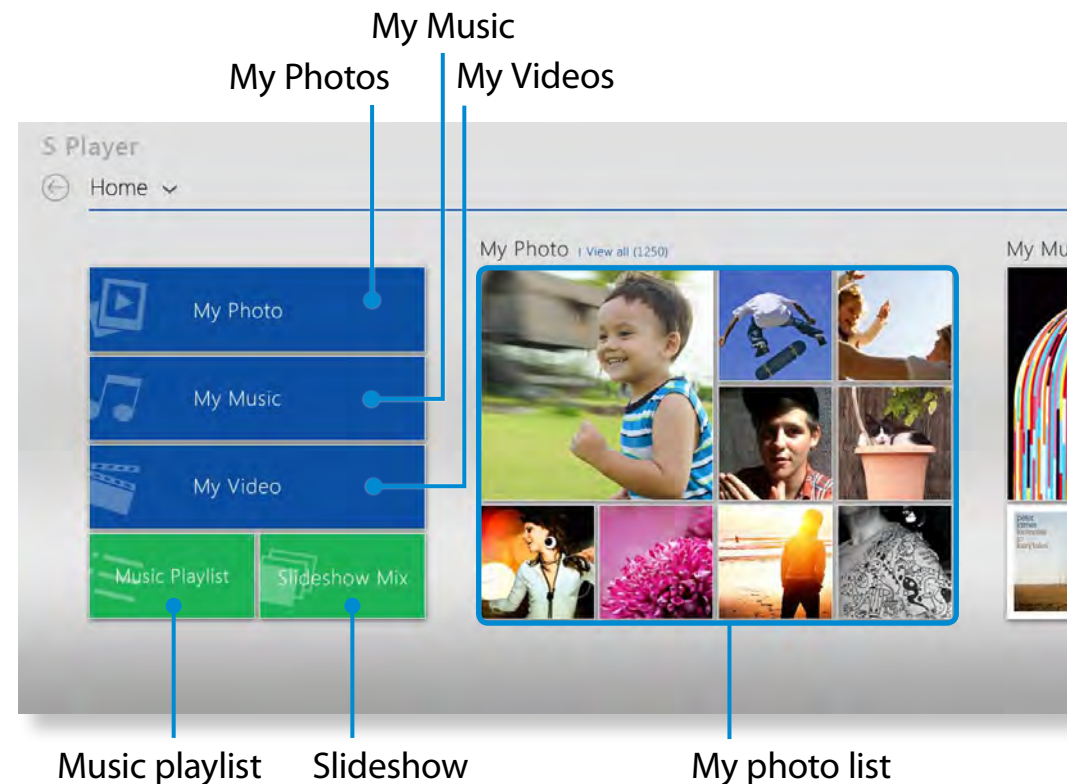 My Music
My Photos
My Videos
S Player
Home
My Photo | View all (1250)
My Mu
My Photo
My Music
My Video
Music Playlist
Slideshow Mix
Music playlist
Slideshow
My photo list